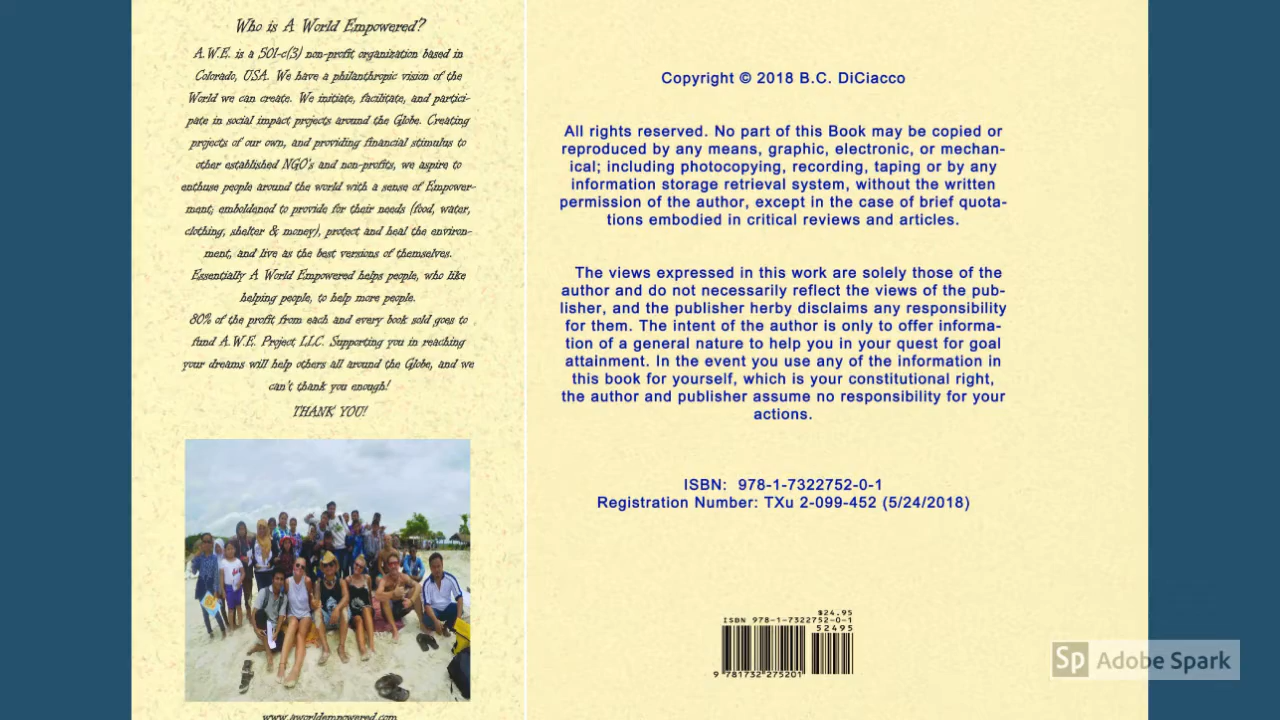 Who is A World Empowered?
A.W.E. is a 501-c(3) non-profit organization based in
Colorado, USA. We have a philanthropic vision of the
World we can create. We initiate, facilitate, and partici-
pate in social impact projects around the Globe. Creating
projects of our own, and providing financial stimulus to
other established NGO's and non-profits, we aspire to
enthuse people around the world with a sense of Empower-
ment; emboldened to provide for their needs (food, water,
clothing, shelter & money), protect and heal the environ-
ment, and live as the best versions of themselves.
Essentially A World Empowered helps people, who like
helping people, to help more people.
80% of the profit from each and every book sold goes to
fund A.W.E. Project LLC. Supporting you in reaching
your dreams will help others all around the Globe, and we
can't thank you enough!
THANK YOU!
www.aworldempowered.com
Copyright © 2018 B.C. DiCiacco
All rights reserved. No part of this Book may be copied or
reproduced by any means, graphic, electronic, or mechan-
ical; including photocopying, recording, taping or by any
information storage retrieval system, without the written
permission of the author, except in the case of brief quota-
tions embodied in critical reviews and articles.
The views expressed in this work are solely those of the
author and do not necessarily reflect the views of the pub-
lisher, and the publisher herby disclaims any responsibility
for them. The intent of the author is only to offer informa-
tion of a general nature to help you in your quest for goal
attainment. In the event you use any of the information in
this book for yourself, which is your constitutional right,
the author and publisher assume no responsibility for your
actions.
ISBN: 978-1-7322752-0-1
Registration Number: TXu 2-099-452 (5/24/2018)
$24.95
ISBN 978-1-7322752-0-1
52495
9 781732 275201
Sp Adobe Spark